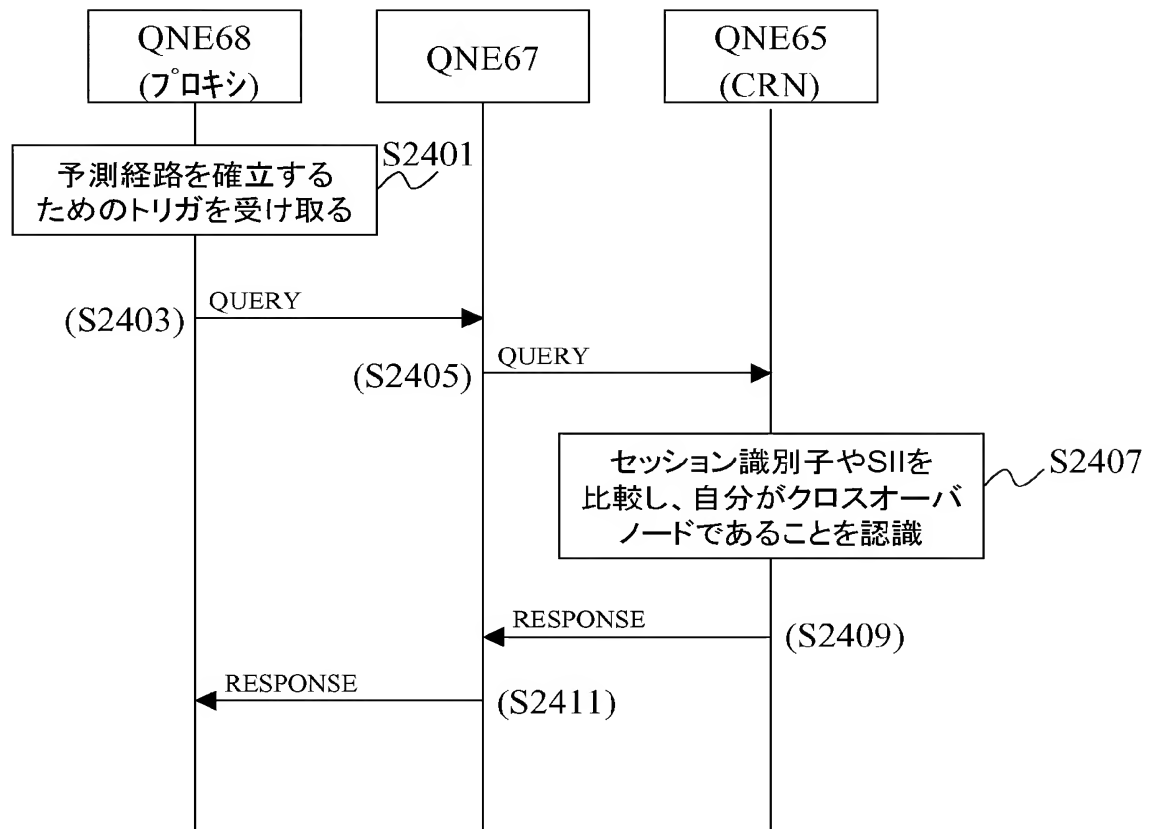 QNE68
(プロキシ)
QNE67
QNE65
(CRN)
予測経路を確立する
ためのトリガを受け取る
S2401
(S2403)
QUERY
(S2405)
QUERY
セッション識別子やSIIを
比較し、自分がクロスオーバ
ノードであることを認識
S2407
RESPONSE
(S2409)
RESPONSE
(S2411)